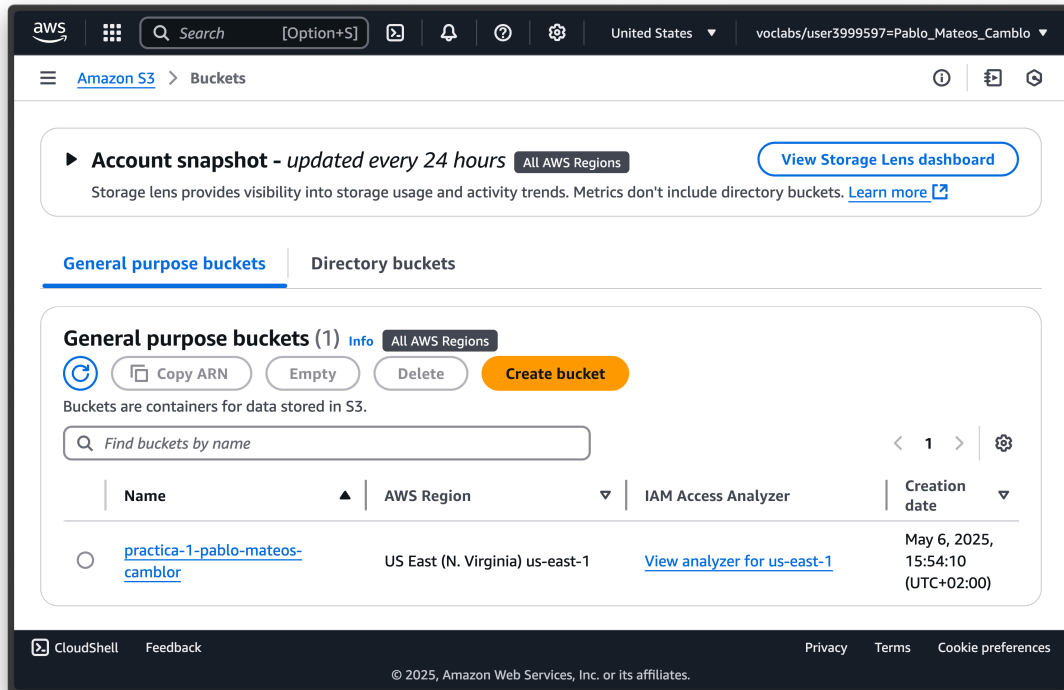 aws
Search [Option+S]
United States ▼
voclabs/user3999597=Pablo_Mateos_Camblo ▼
Amazon S3 > Buckets
Account snapshot - updated every 24 hours All AWS Regions
View Storage Lens dashboard
Storage lens provides visibility into storage usage and activity trends. Metrics don't include directory buckets. Learn more
General purpose buckets
Directory buckets
General purpose buckets (1) Info All AWS Regions
Copy ARN
Empty
Delete
Create bucket
Buckets are containers for data stored in S3.
Find buckets by name
1
Name
AWS Region
IAM Access Analyzer
Creation
date
practica-1-pablo-mateos-
camblor
US East (N. Virginia) us-east-1
View analyzer for us-east-1
May 6, 2025,
15:54:10
(UTC+02:00)
CloudShell
Feedback
Privacy
Terms
Cookie preferences
© 2025, Amazon Web Services, Inc. or its affiliates.